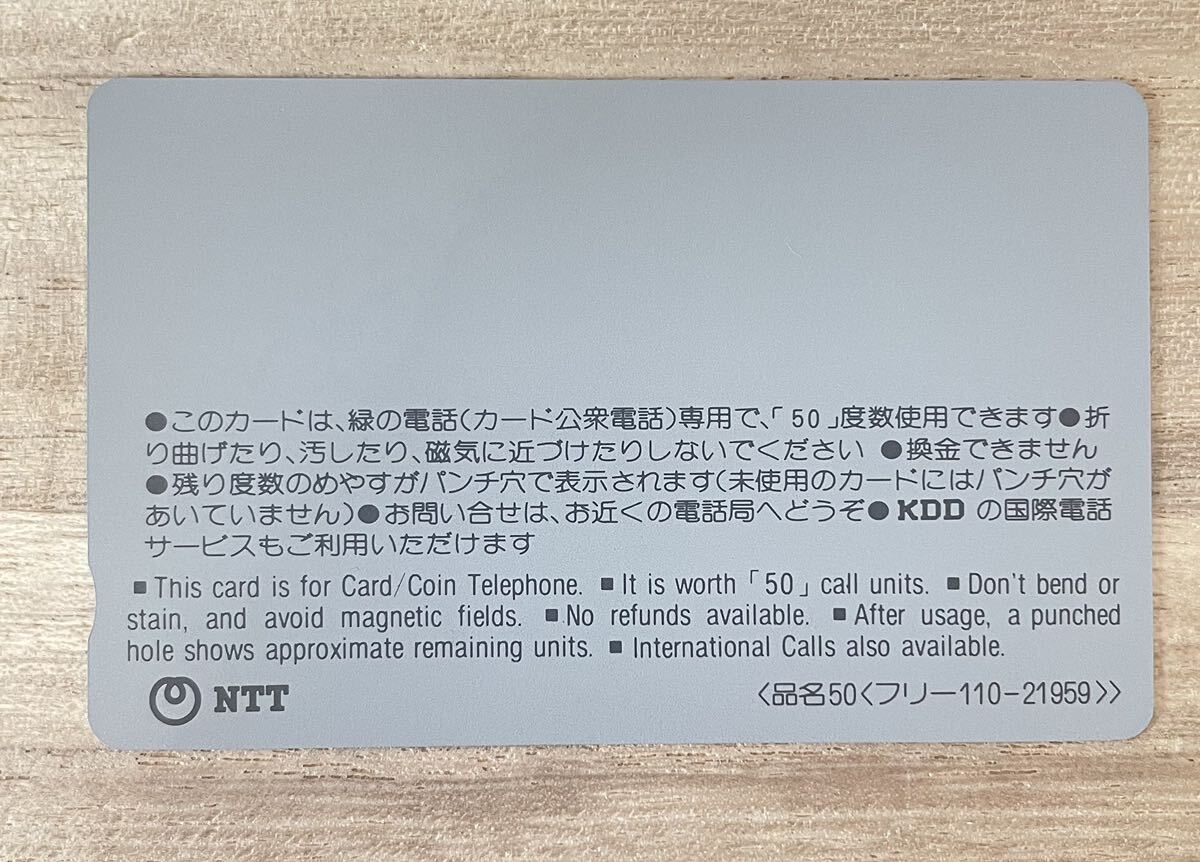 ●このカードは、緑の電話(カード公衆電話)専用で、「50」度数使用できます●折
り曲げたり、汚したり、磁気に近づけたりしないでください ●換金できません
●残り度数のめやすがパンチ穴で表示されます(未使用のカードにはパンチ穴が
あいていません)●お問い合せは、お近くの電話局へどうぞ●KDDの国際電話
サービスもご利用いただけます
■This card is for Card/Coin Telephone. ■It is worth「50」call units. ■Don't bend or
stain, and avoid magnetic fields. ■No refunds available. ■After usage, a punched
hole shows approximate remaining units. ■International Calls also available.
NTT
〈品名50〈フリー110-21959〉〉